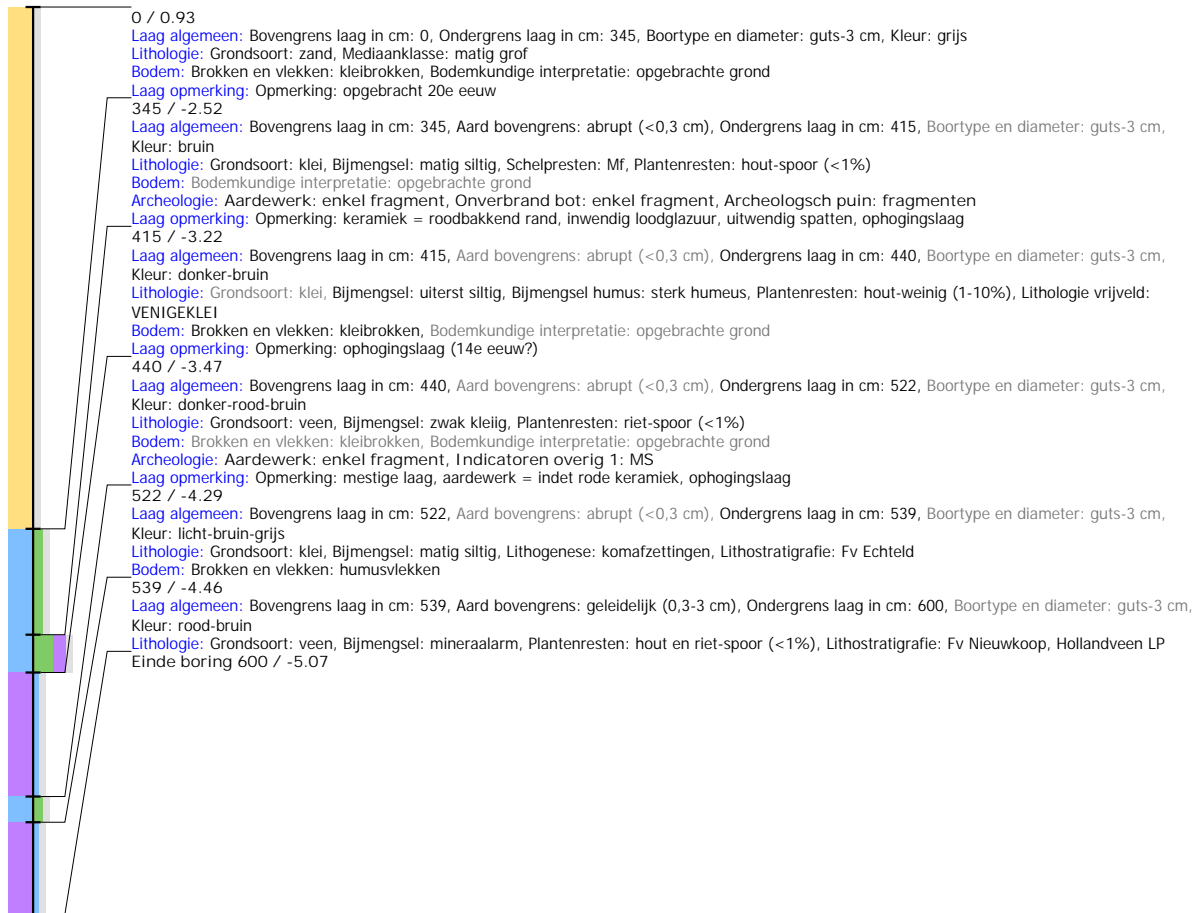 0 / 0.93
Laag algemeen: Bovengrens laag in cm: 0, Ondergrens laag in cm: 345, Boortype en diameter: guts-3 cm, Kleur: grijs
Lithologie: Grondsoort: zand, Mediaanklasse: matig grof
Bodem: Brokken en vlekken: kleibrokken, Bodemkundige interpretatie: opgebrachte grond
Laag opmerking: Opmerking: opgebracht 20e eeuw
345 / -2.52
Laag algemeen: Bovengrens laag in cm: 345, Aard bovengrens: abrupt (<0,3 cm), Ondergrens laag in cm: 415, Boortype en diameter: guts-3 cm,
Kleur: bruin
Lithologie: Grondsoort: klei, Bijmengsel: matig siltig, Schelpresten: Mf, Plantenresten: hout-spoor (<1%)
Bodem: Bodemkundige interpretatie: opgebrachte grond
Archeologie: Aardewerk: enkel fragment, Onverbrand bot: enkel fragment, Archeologsch puin: fragmenten
Laag opmerking: Opmerking: keramiek = roodbakkend rand, inwendig loodglazuur, uitwendig spatten, ophogingslaag
415 / -3.22
Laag algemeen: Bovengrens laag in cm: 415, Aard bovengrens: abrupt (<0,3 cm), Ondergrens laag in cm: 440, Boortype en diameter: guts-3 cm,
Kleur: donker-bruin
Lithologie: Grondsoort: klei, Bijmengsel: uiterst siltig, Bijmengsel humus: sterk humeus, Plantenresten: hout-weinig (1-10%), Lithologie vrijveld:
VENIGEKLEI
Bodem: Brokken en vlekken: kleibrokken, Bodemkundige interpretatie: opgebrachte grond
Laag opmerking: Opmerking: ophogingslaag (14e eeuw?)
440 / -3.47
Laag algemeen: Bovengrens laag in cm: 440, Aard bovengrens: abrupt (<0,3 cm), Ondergrens laag in cm: 522, Boortype en diameter: guts-3 cm,
Kleur: donker-rood-bruin
Lithologie: Grondsoort: veen, Bijmengsel: zwak kleiig, Plantenresten: riet-spoor (<1%)
Bodem: Brokken en vlekken: kleibrokken, Bodemkundige interpretatie: opgebrachte grond
Archeologie: Aardewerk: enkel fragment, Indicatoren overig 1: MS
Laag opmerking: Opmerking: mestige laag, aardewerk = indet rode keramiek, ophogingslaag
522 / -4.29
Laag algemeen: Bovengrens laag in cm: 522, Aard bovengrens: abrupt (<0,3 cm), Ondergrens laag in cm: 539, Boortype en diameter: guts-3 cm,
Kleur: licht-bruin-grijs
Lithologie: Grondsoort: klei, Bijmengsel: matig siltig, Lithogenese: komafzettingen, Lithostratigrafie: Fv Echteld
Bodem: Brokken en vlekken: humusvlekken
539 / -4.46
Laag algemeen: Bovengrens laag in cm: 539, Aard bovengrens: geleidelijk (0,3-3 cm), Ondergrens laag in cm: 600, Boortype en diameter: guts-3 cm,
Kleur: rood-bruin
Lithologie: Grondsoort: veen, Bijmengsel: mineraalarm, Plantenresten: hout en riet-spoor (<1%), Lithostratigrafie: Fv Nieuwkoop, Hollandveen LP
Einde boring 600 / -5.07